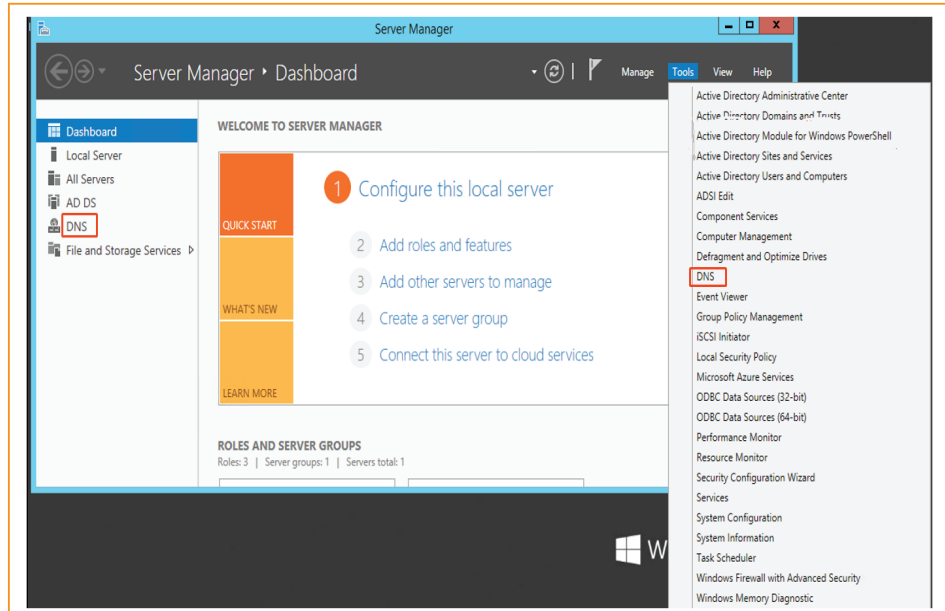 Server Manager
Server Manager ‣ Dashboard
Manage Tools View Help
Dashboard
Local Server
All Servers
AD DS
DNS
File and Storage Services
WELCOME TO SERVER MANAGER
QUICK START
WHAT'S NEW
LEARN MORE
1 Configure this local server
2 Add roles and features
3 Add other servers to manage
4 Create a server group
5 Connect this server to cloud services
ROLES AND SERVER GROUPS
Roles: 3 | Server groups: 1 | Servers total: 1
Active Directory Administrative Center
Active Directory Domains and Trusts
Active Directory Module for Windows PowerShell
Active Directory Sites and Services
Active Directory Users and Computers
ADSI Edit
Component Services
Computer Management
Defragment and Optimize Drives
DNS
Event Viewer
Group Policy Management
iSCSI Initiator
Local Security Policy
Microsoft Azure Services
ODBC Data Sources (32-bit)
ODBC Data Sources (64-bit)
Performance Monitor
Resource Monitor
Security Configuration Wizard
Services
System Configuration
System Information
Task Scheduler
Windows Firewall with Advanced Security
Windows Memory Diagnostic
W